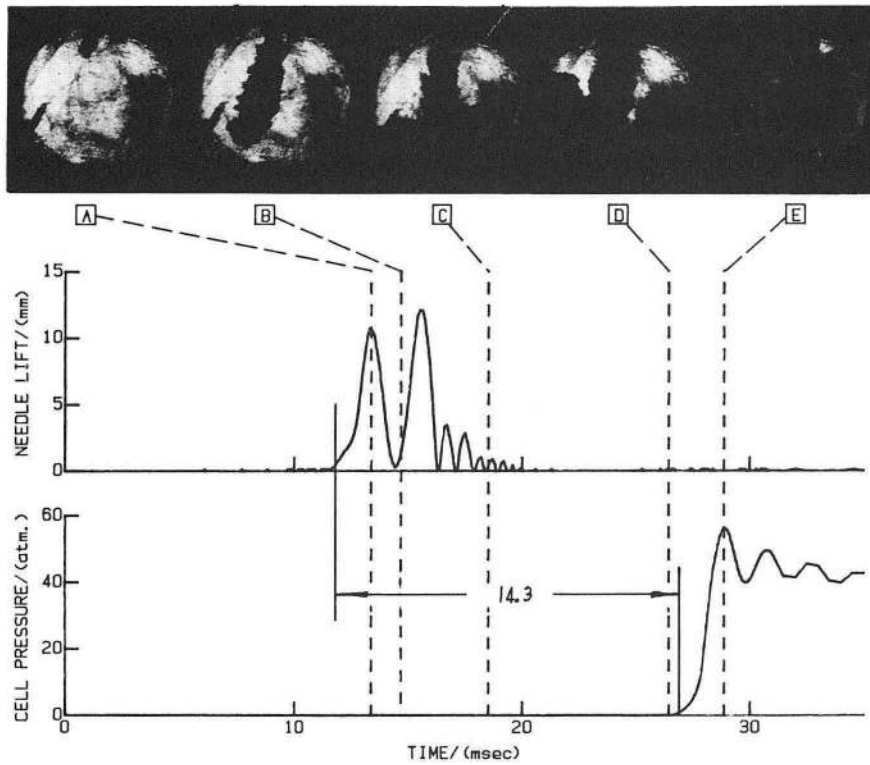 A B C D E
NEEDLE LIFT/(mm)
15
10
5
0
CELL PRESSURE/(atm.)
60
40
20
0
14.3
0 10 20 30
TIME/(msec)